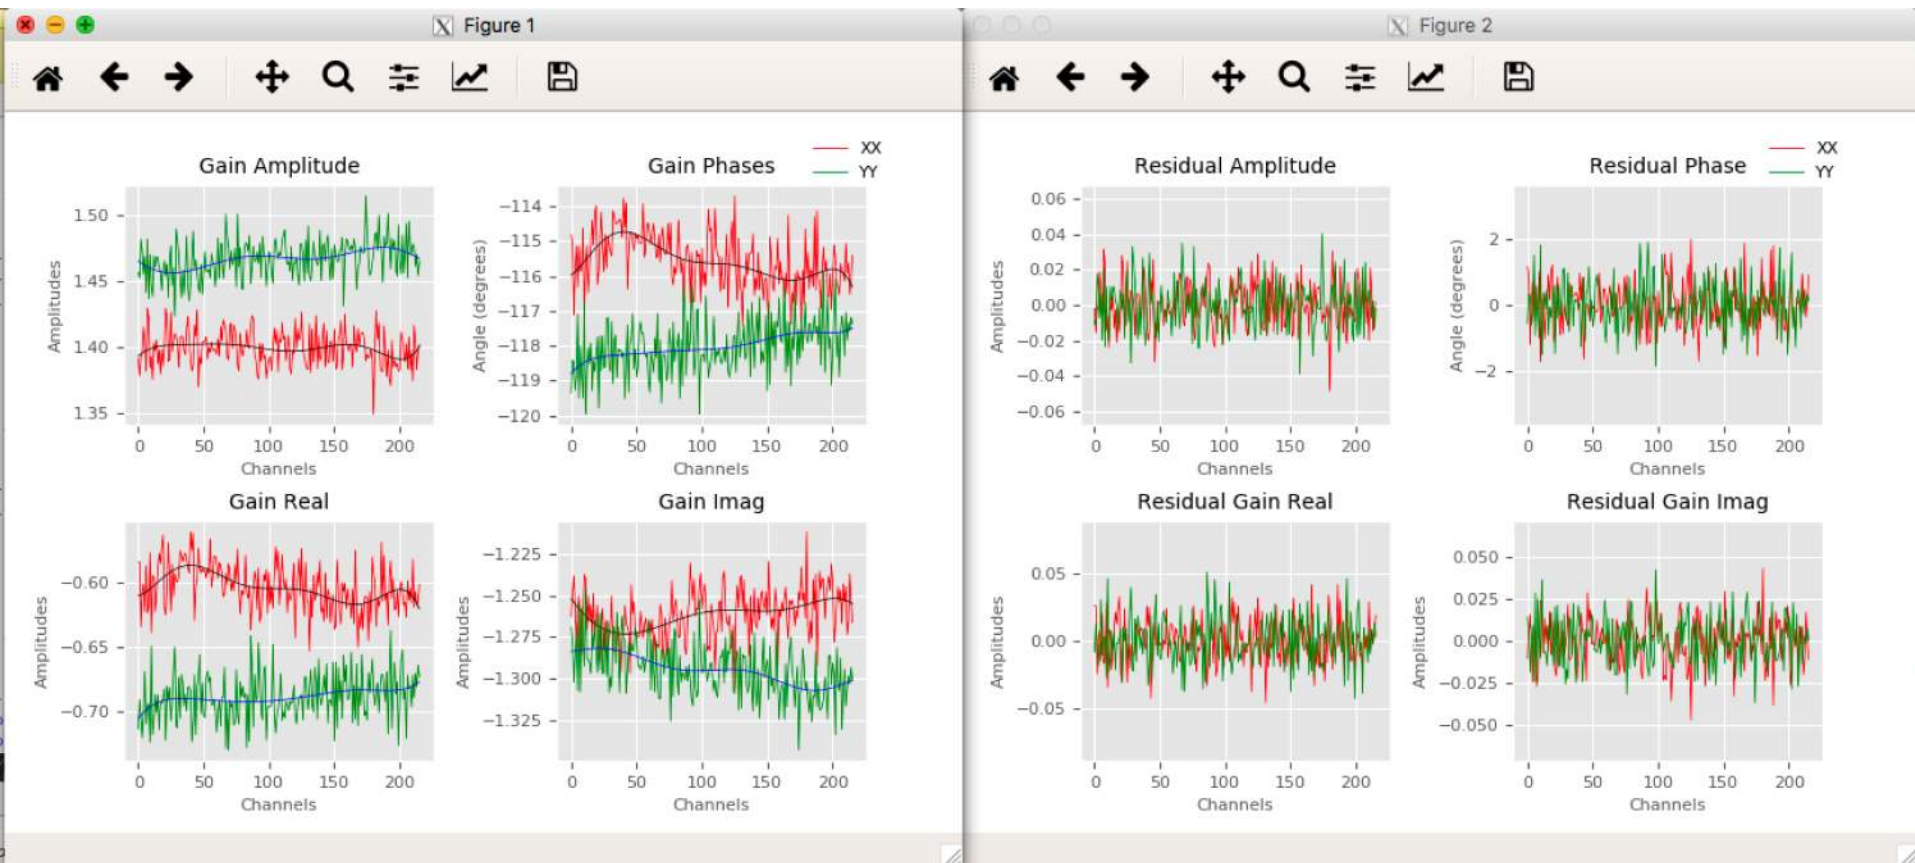 Figure 1
XX
YY
Gain Amplitude
1.50
1.45
1.40
1.35
Amplitudes
0 50 100 150 200
Channels
Gain Phases
−114
−115
−116
−117
−118
−119
−120
Angle (degrees)
0 50 100 150 200
Channels
Gain Real
−0.60
−0.65
−0.70
Amplitudes
0 50 100 150 200
Channels
Gain Imag
−1.225
−1.250
−1.275
−1.300
−1.325
Amplitudes
0 50 100 150 200
Channels
Figure 2
XX
YY
Residual Amplitude
0.06
0.04
0.02
0.00
−0.02
−0.04
−0.06
Amplitudes
0 50 100 150 200
Channels
Residual Phase
2
0
−2
Angle (degrees)
0 50 100 150 200
Channels
Residual Gain Real
0.05
0.00
−0.05
Amplitudes
0 50 100 150 200
Channels
Residual Gain Imag
0.050
0.025
0.000
−0.025
−0.050
Amplitudes
0 50 100 150 200
Channels